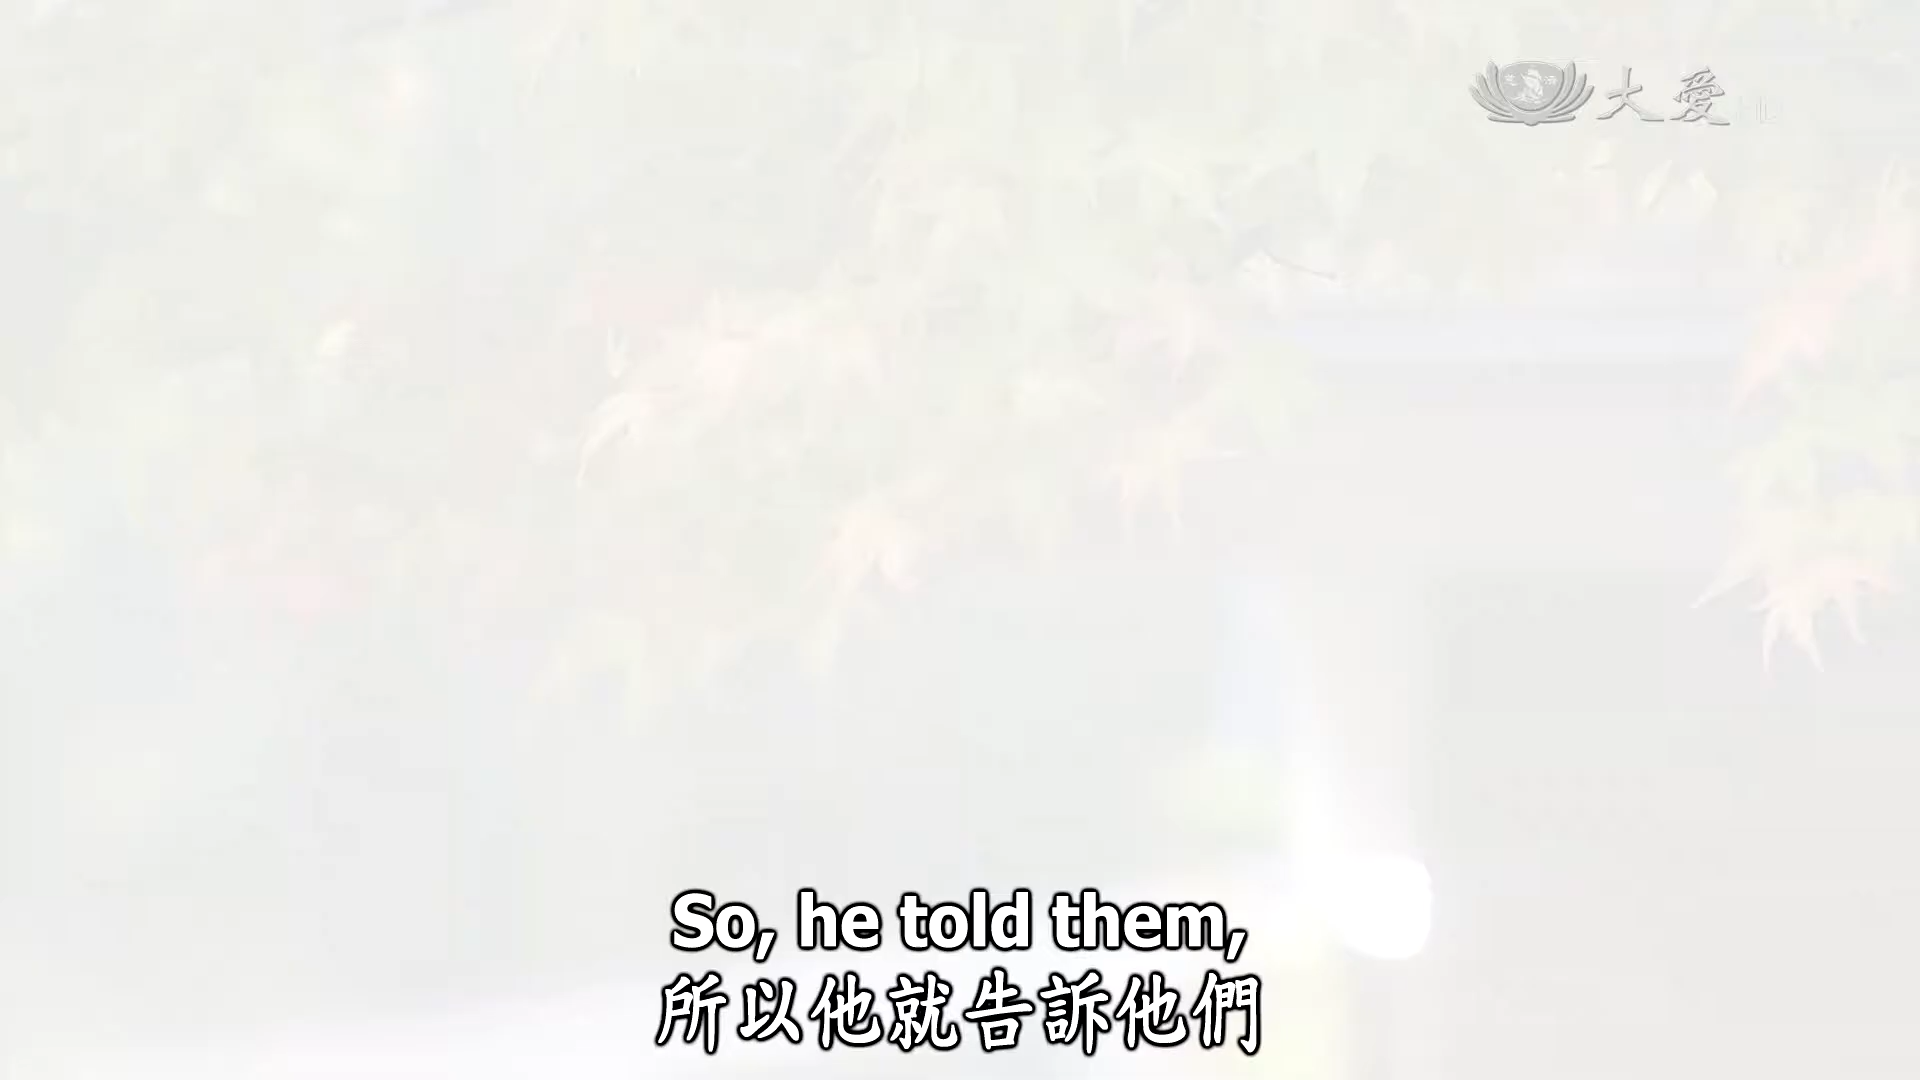 大愛
So, he told them,
所以他就告訴他們